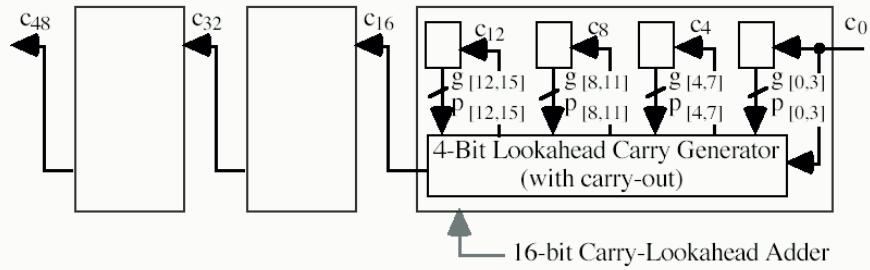 c48 c32 c16 c12 c8 c4 c0
g [12,15] g [8,11] g [4,7] g [0,3]
p [12,15] p [8,11] p [4,7] p [0,3]
4-Bit Lookahead Carry Generator
(with carry-out)
16-bit Carry-Lookahead Adder